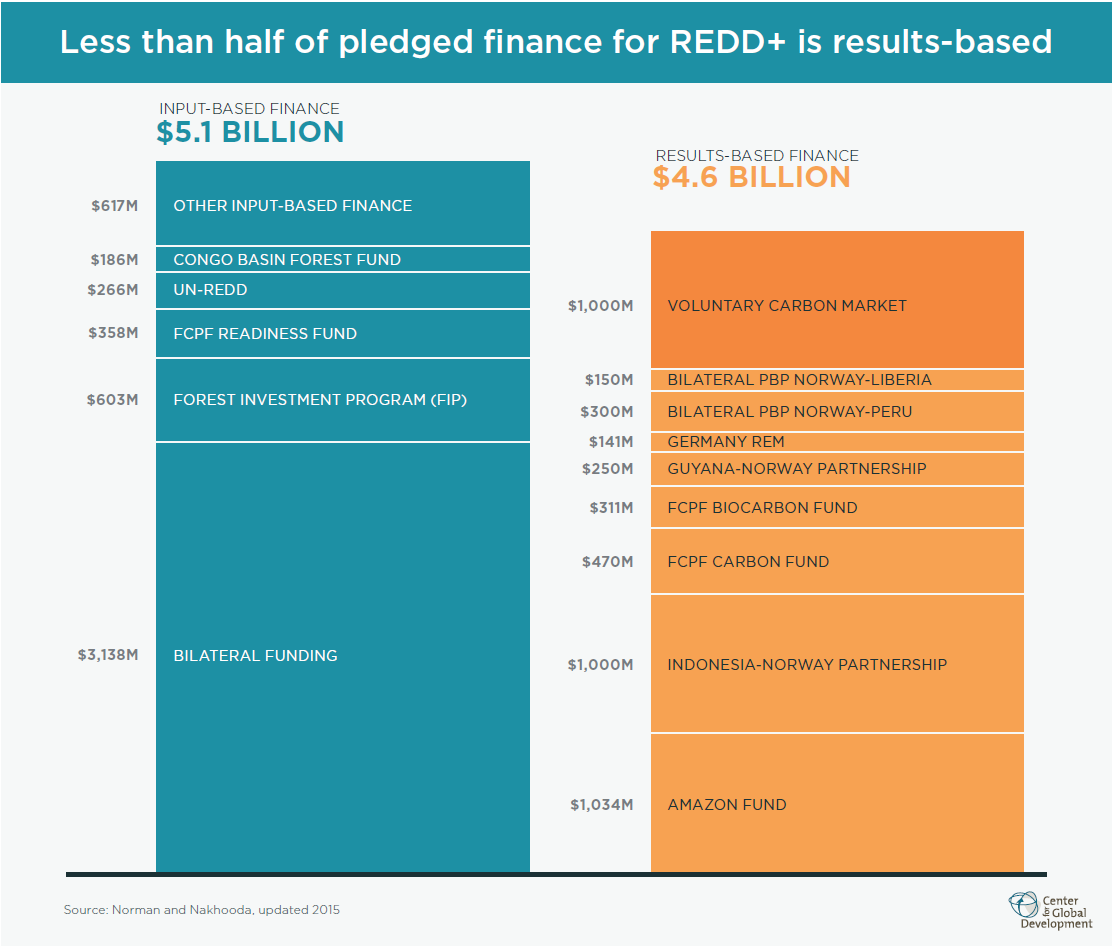 Less than half of pledged finance for REDD+ is results-based
INPUT-BASED FINANCE
$5.1 BILLION
$617M OTHER INPUT-BASED FINANCE
$186M CONGO BASIN FOREST FUND
$266M UN-REDD
$358M FCPF READINESS FUND
$603M FOREST INVESTMENT PROGRAM (FIP)
$3,138M BILATERAL FUNDING
RESULTS-BASED FINANCE
$4.6 BILLION
$1,000M VOLUNTARY CARBON MARKET
$150M BILATERAL PBP NORWAY-LIBERIA
$300M BILATERAL PBP NORWAY-PERU
$141M GERMANY REM
$250M GUYANA-NORWAY PARTNERSHIP
$311M FCPF BIOCARBON FUND
$470M FCPF CARBON FUND
$1,000M INDONESIA-NORWAY PARTNERSHIP
$1,034M AMAZON FUND
Source: Norman and Nakhooda, updated 2015
Center
for Global
Development